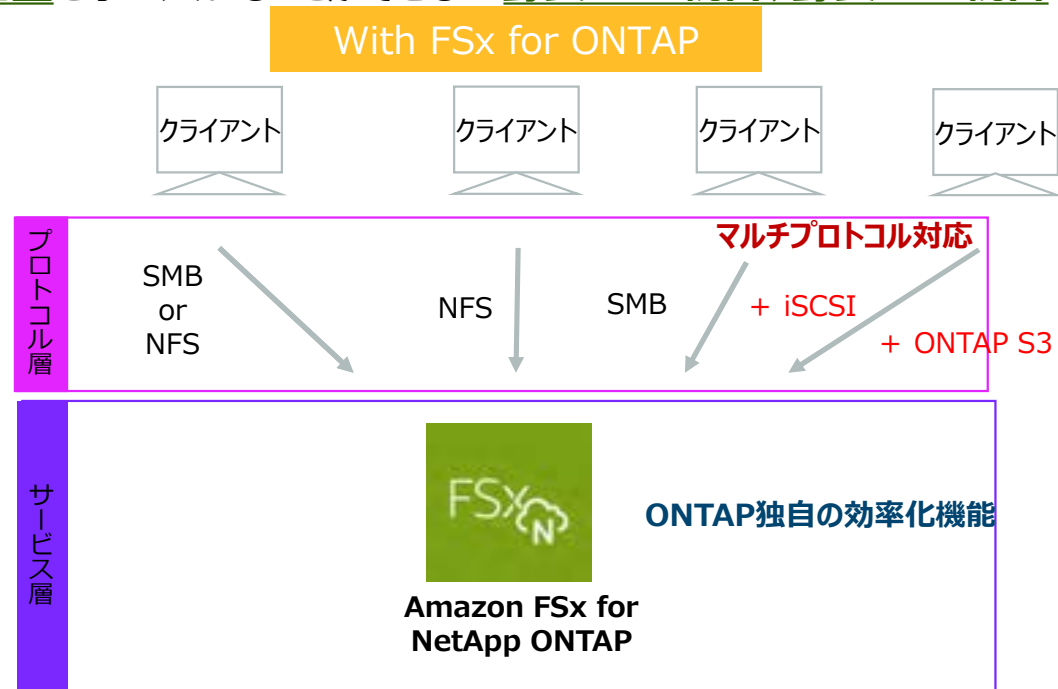 With FSx for ONTAP
クライアント
クライアント
クライアント
クライアント
プロトコル層
マルチプロトコル対応
SMB
or
NFS
NFS
SMB
+ iSCSI
+ ONTAP S3
サービス層
FSx
N
ONTAP独自の効率化機能
Amazon FSx for
NetApp ONTAP